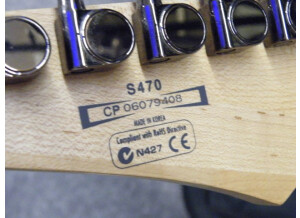 S470
CP 06079408
MADE IN KOREA
Compliant with RoHS Directive
N427 CE